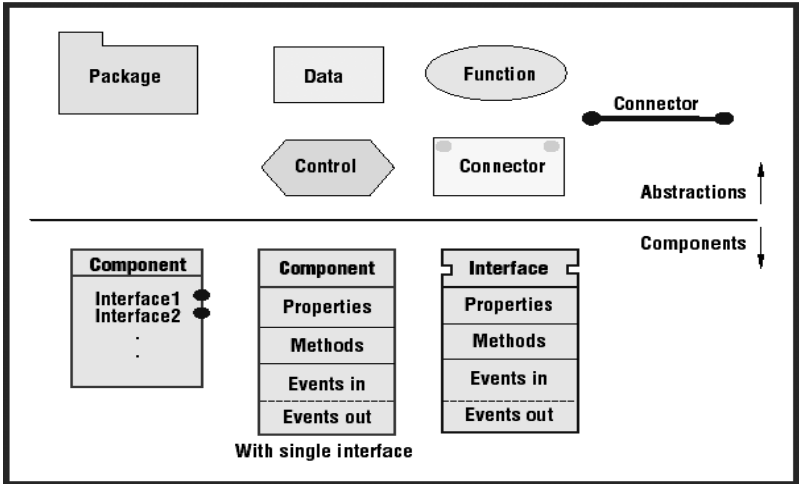 Package
Data
Function
Connector
Control
Connector
Abstractions
Components
Component
Interface1
Interface2
.
.
Component
Properties
Methods
Events in
Events out
With single interface
Interface
Properties
Methods
Events in
Events out